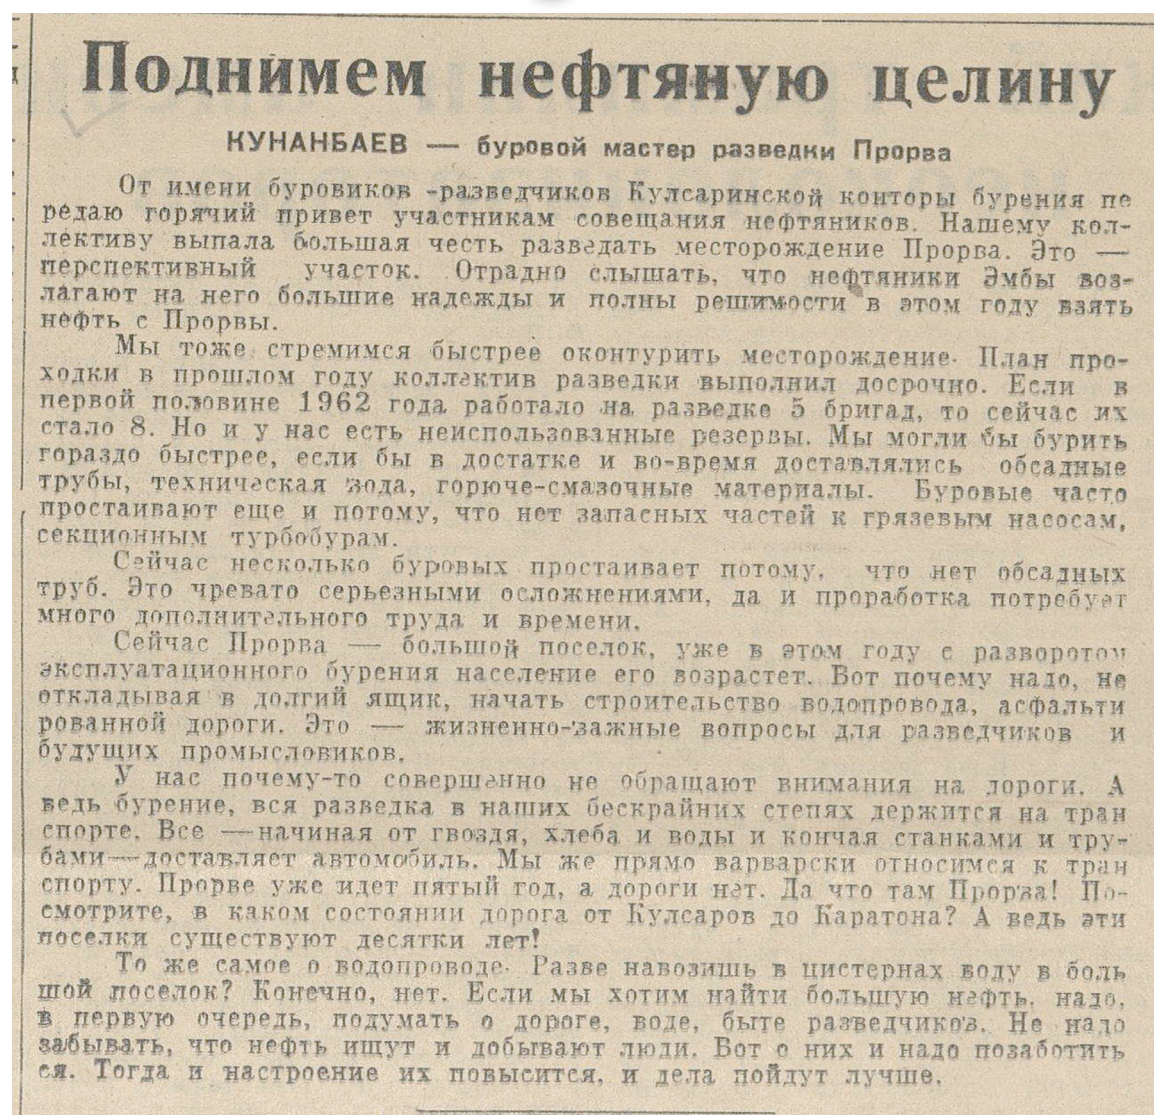 Поднимем нефтяную целину
КУНАНБАЕВ — буровой мастер разведки Прорва
От имени буровиков -разведчиков Кулсаринской конторы бурения пе
редаю горячий привет участникам совещания нефтяников. Нашему кол-
лективу выпала большая честь разведать месторождение Прорва. Это —
перспективный участок. Отрадно слышать, что нефтяники Эмбы воз-
лагают на него большие надежды и полны решимости в этом году взять
нефть с Прорвы.
Мы тоже стремимся быстрее оконтурить месторождение. План про-
ходки в прошлом году коллектив разведки выполнил досрочно. Если в
первой половине 1962 года работало на разведке 5 бригад, то сейчас их
стало 8. Но и у нас есть неиспользованные резервы. Мы могли бы бурить
гораздо быстрее, если бы в достатке и во-время доставлялись обсадные
трубы, техническая вода, горюче-смазочные материалы. Буровые часто
простаивают еще и потому, что нет запасных частей к грязевым насосам,
секционным турбобурам.
Сейчас несколько буровых простаивает потому, что нет обсадных
труб. Это чревато серьезными осложнениями, да и проработка потребует
много дополнительного труда и времени.
Сейчас Прорва — большой поселок, уже в этом году с разворотом
эксплуатационного бурения население его возрастет. Вот почему надо, не
откладывая в долгий ящик, начать строительство водопровода, асфальти
рованной дороги. Это — жизненно-важные вопросы для разведчиков и
будущих промысловиков.
У нас почему-то совершенно не обращают внимания на дороги. А
ведь бурение, вся разведка в наших бескрайних степях держится на тран
спорте. Все —начиная от гвоздя, хлеба и воды и кончая станками и тру-
бами—доставляет автомобиль. Мы же прямо варварски относимся к тран
спорту. Прорве уже идет пятый год, а дороги нет. Да что там Прорва! По-
смотрите, в каком состоянии дорога от Кулсаров до Каратона? А ведь эти
поселки существуют десятки лет!
То же самое о водопроводе. Разве навозишь в цистернах воду в боль
шой поселок? Конечно, нет. Если мы хотим найти большую нефть, надо,
в первую очередь, подумать о дороге, воде, быте разведчиков. Не надо
забывать, что нефть ищут и добывают люди. Вот о них и надо позаботить
ся. Тогда и настроение их повысится, и дела пойдут лучше.